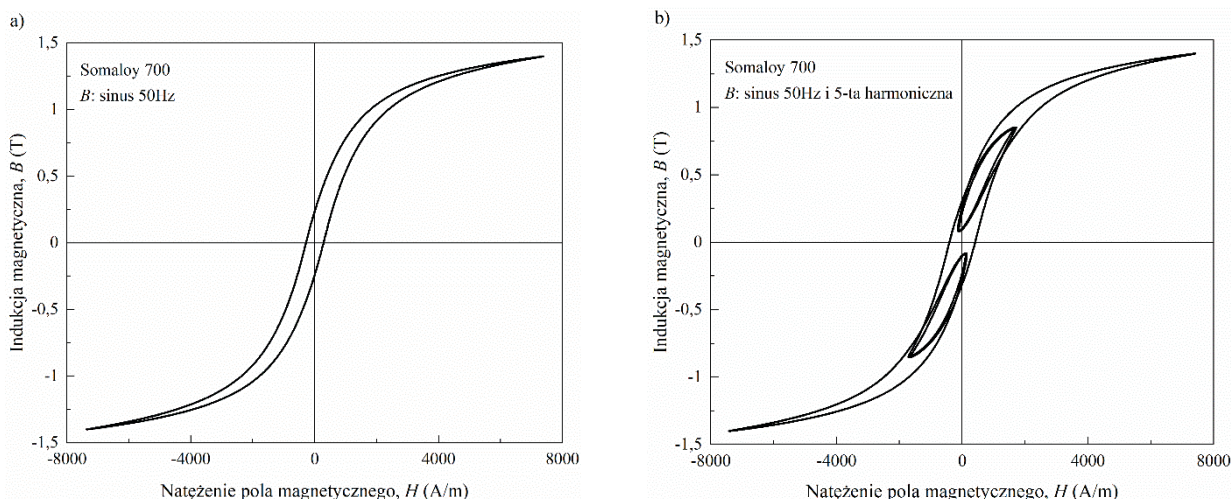 a)
1,5
Somaloy 700
B: sinus 50Hz
1
0,5
0
-0,5
-1
-1,5
Indukcja magnetyczna, B (T)
-8000 -4000 0 4000 8000
Natężenie pola magnetycznego, H (A/m)
b)
1,5
Somaloy 700
B: sinus 50Hz i 5-ta harmoniczna
1
0,5
0
-0,5
-1
-1,5
Indukcja magnetyczna, B (T)
-8000 -4000 0 4000 8000
Natężenie pola magnetycznego, H (A/m)